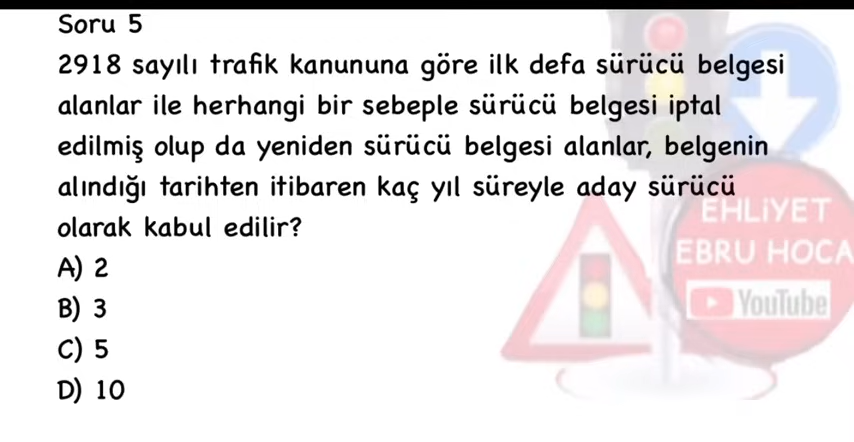 Soru 5
2918 sayılı trafik kanununa göre ilk defa sürücü belgesi
alanlar ile herhangi bir sebeple sürücü belgesi iptal
edilmiş olup da yeniden sürücü belgesi alanlar, belgenin
alındığı tarihten itibaren kaç yıl süreyle aday sürücü
olarak kabul edilir?
A) 2
B) 3
C) 5
D) 10
EHLİYET
EBRU HOCA
YouTube